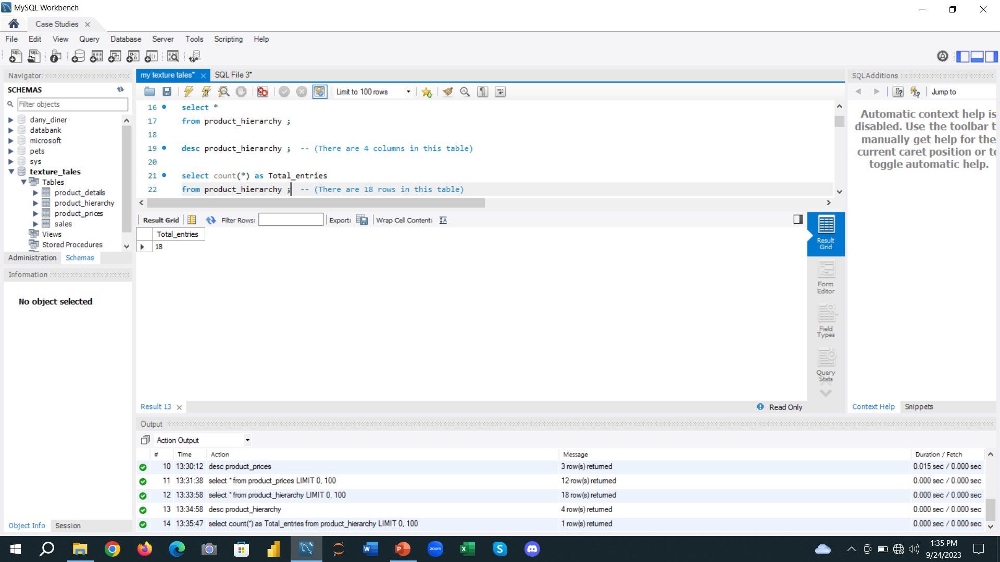 MySQL Workbench
Case Studies
File Edit View Query Database Server Tools Scripting Help
Navigator
SCHEMAS
Filter objects
dany_diner
databank
microsoft
pets
sys
texture_tales
Tables
product_details
product_hierarchy
product_prices
sales
Views
Stored Procedures
Administration Schemas
Information
No object selected
Object Info Session
my texture tales* SQL File 3*
Limit to 100 rows
16 select *
17 from product_hierarchy ;
18
19 desc product_hierarchy ; -- (There are 4 columns in this table)
20
21 select count(*) as Total_entries
22 from product_hierarchy ; -- (There are 18 rows in this table)
Result Grid Filter Rows: Export: Wrap Cell Content:
Total_entries
18
Result Grid
Form Editor
Field Types
Query Stats
Result 13 Read Only
SQLAdditions
Jump to
Automatic context help is
disabled. Use the toolbar t
manually get help for the
current caret position or to
toggle automatic help.
Context Help Snippets
Output
Action Output
# Time Action Message Duration / Fetch
10 13:30:12 desc product_prices 3 row(s) returned 0.015 sec / 0.000 sec
11 13:31:38 select * from product_prices LIMIT 0, 100 12 row(s) returned 0.000 sec / 0.000 sec
12 13:33:58 select * from product_hierarchy LIMIT 0, 100 18 row(s) returned 0.000 sec / 0.000 sec
13 13:34:58 desc product_hierarchy 4 row(s) returned 0.000 sec / 0.000 sec
14 13:35:47 select count(*) as Total_entries from product_hierarchy LIMIT 0, 100 1 row(s) returned 0.000 sec / 0.000 sec
zoom
1:35 PM
9/24/2023